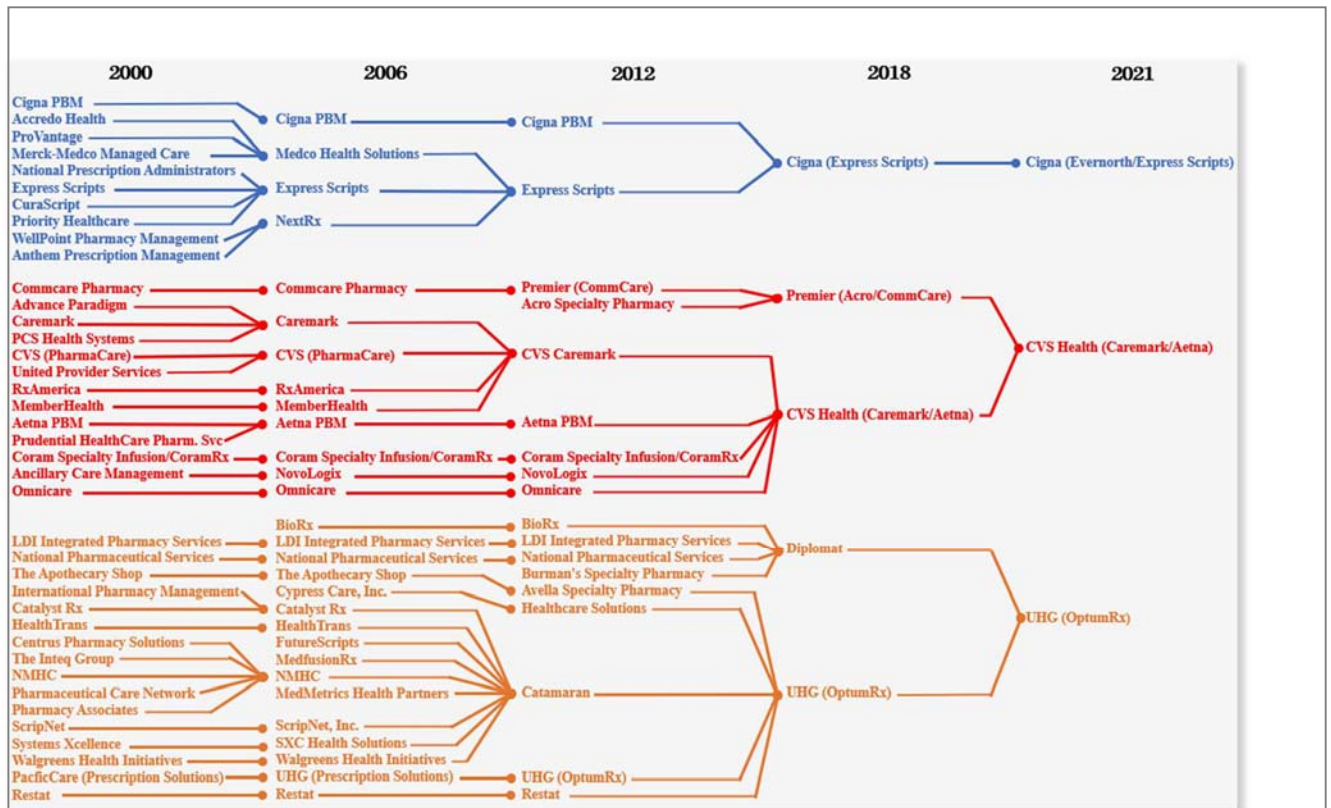 2000 2006 2012 2018 2021
Cigna PBM
Accredo Health
ProVantage
Merck-Medco Managed Care
National Prescription Administrators
Express Scripts
CuraScript
Priority Healthcare
WellPoint Pharmacy Management
Anthem Prescription Management
Cigna PBM
Medco Health Solutions
Express Scripts
NextRx
Cigna PBM
Express Scripts
Cigna (Express Scripts)
Cigna (Evernorth/Express Scripts)
Commcare Pharmacy
Advance Paradigm
Caremark
PCS Health Systems
CVS (PharmaCare)
United Provider Services
RxAmerica
MemberHealth
Aetna PBM
Prudential HealthCare Pharm. Svc
Coram Specialty Infusion/CoramRx
Ancillary Care Management
Omnicare
Commcare Pharmacy
Caremark
CVS (PharmaCare)
RxAmerica
MemberHealth
Aetna PBM
Coram Specialty Infusion/CoramRx
NovoLogix
Omnicare
Premier (CommCare)
Acro Specialty Pharmacy
CVS Caremark
Aetna PBM
Coram Specialty Infusion/CoramRx
NovoLogix
Omnicare
Premier (Acro/CommCare)
CVS Health (Caremark/Aetna)
CVS Health (Caremark/Aetna)
LDI Integrated Pharmacy Services
National Pharmaceutical Services
The Apothecary Shop
International Pharmacy Management
Catalyst Rx
HealthTrans
Centrus Pharmacy Solutions
The Inteq Group
NMHC
Pharmaceutical Care Network
Pharmacy Associates
ScripNet
Systems Xcellence
Walgreens Health Initiatives
PacficCare (Prescription Solutions)
Restat
BioRx
LDI Integrated Pharmacy Services
National Pharmaceutical Services
The Apothecary Shop
Cypress Care, Inc.
Catalyst Rx
HealthTrans
FutureScripts
MedfusionRx
NMHC
MedMetrics Health Partners
ScripNet, Inc.
SXC Health Solutions
Walgreens Health Initiatives
UHG (Prescription Solutions)
Restat
BioRx
LDI Integrated Pharmacy Services
National Pharmaceutical Services
Burman's Specialty Pharmacy
Avella Specialty Pharmacy
Healthcare Solutions
Catamaran
UHG (OptumRx)
Restat
Diplomat
UHG (OptumRx)
UHG (OptumRx)